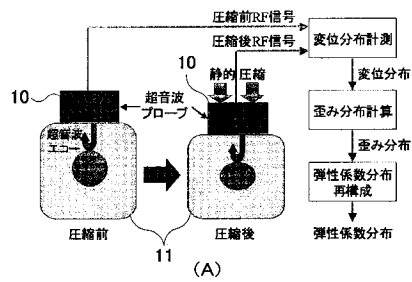 圧縮前RF信号
圧縮後RF信号
変位分布計測
10
10
静的 圧縮
超音波
プローブ
変位分布
歪み分布計算
超音波
エコー
歪み分布
弾性係数分布
再構成
圧縮前
11
圧縮後
弾性係数分布
(A)